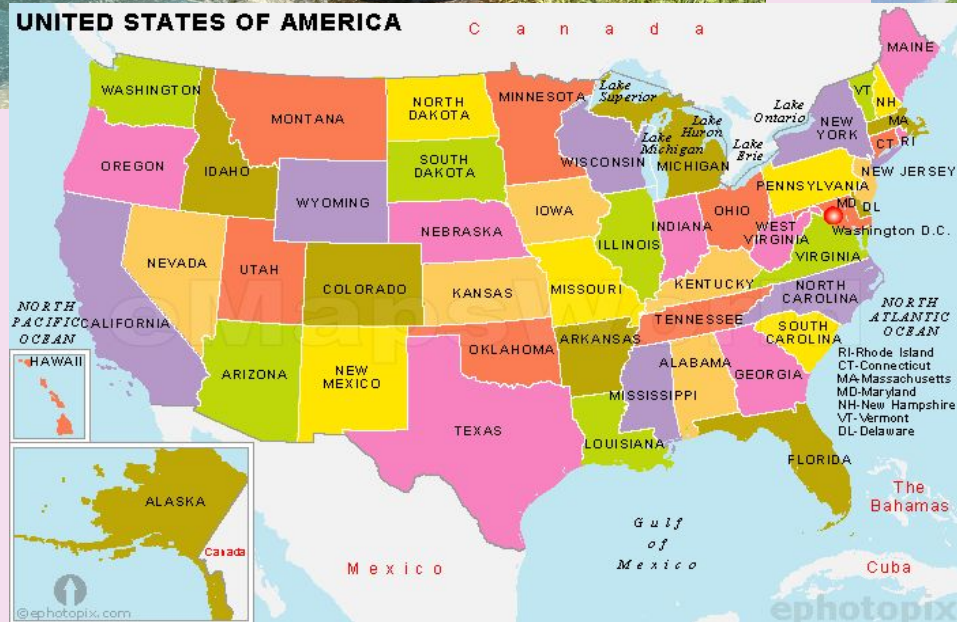 UNITED STATES OF AMERICA
C a n a d a
MAINE
WASHINGTON
MONTANA
NORTH
DAKOTA
MINNESOTA
Lake
Superior
VT
NH
MA
Lake
Ontario
Lake
Huron
NEW
YORK
CT
RI
OREGON
IDAHO
SOUTH
DAKOTA
WISCONSIN
Lake
Michigan
MICHIGAN
Lake
Erie
NEW JERSEY
PENNSYLVANIA
WYOMING
IOWA
OHIO
MD
DL
NEBRASKA
INDIANA
WEST
VIRGINIA
Washington D.C.
ILLINOIS
VIRGINIA
NEVADA
UTAH
COLORADO
KANSAS
MISSOURI
KENTUCKY
NORTH
CAROLINA
eMapsWorld
NORTH
PACIFIC
OCEAN
CALIFORNIA
NORTH
ATLANTIC
OCEAN
TENNESSEE
OKLAHOMA
ARKANSAS
SOUTH
CAROLINA
HAWAII
ARIZONA
NEW
MEXICO
MISSISSIPPI
ALABAMA
GEORGIA
RI-Rhode Island
CT-Connecticut
MA-Massachusetts
MD-Maryland
NH-New Hampshire
VT-Vermont
DL-Delaware
TEXAS
LOUISIANA
FLORIDA
ALASKA
Canada
The
Bahamas
Gulf
of
Mexico
M e x i c o
Cuba
©ephotopix.com
ephotopix